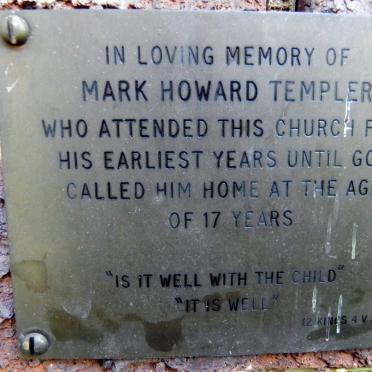 IN LOVING MEMORY OF
MARK HOWARD TEMPLER
WHO ATTENDED THIS CHURCH F
HIS EARLIEST YEARS UNTIL GO
CALLED HIM HOME AT THE AG
OF 17 YEARS
"IS iT WELL WITH THE CHILD"
"IT IS WELL"
(2 KINGS 4 V